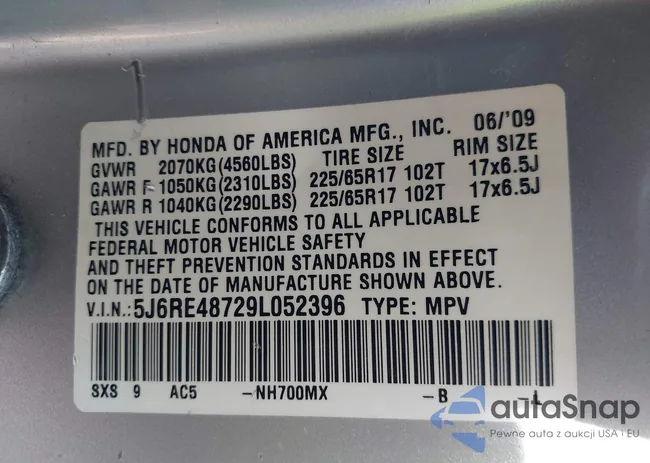 MFD. BY HONDA OF AMERICA MFG., INC. 06/'09
GVWR 2070KG(4560LBS) TIRE SIZE RIM SIZE
GAWR F 1050KG(2310LBS) 225/65R17 102T 17x6.5J
GAWR R 1040KG(2290LBS) 225/65R17 102T 17x6.5J
THIS VEHICLE CONFORMS TO ALL APPLICABLE
FEDERAL MOTOR VEHICLE SAFETY
AND THEFT PREVENTION STANDARDS IN EFFECT
ON THE DATE OF MANUFACTURE SHOWN ABOVE.
V.I.N.: 5J6RE48729L052396 TYPE: MPV
SXS 9 AC5 -NH700MX -B 1
autaSnap
Pewne auta z aukcji USA i EU